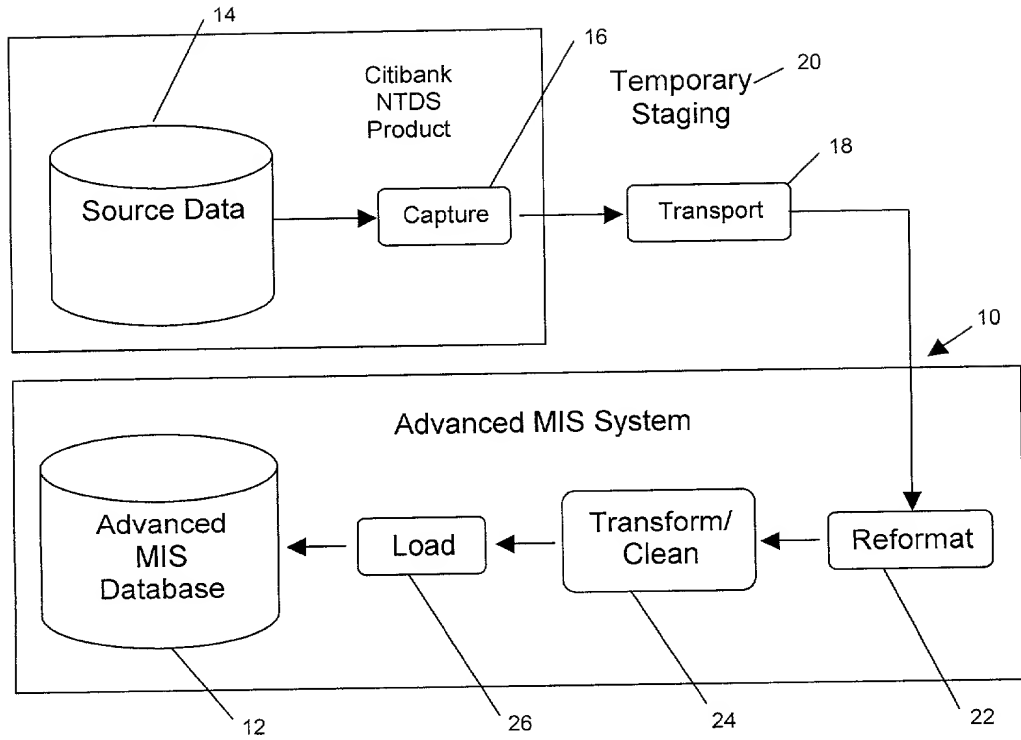 14
16
Citibank
NTDS
Product
Temporary
Staging
20
18
Source Data
Capture
Transport
10
Advanced MIS System
Advanced
MIS
Database
Load
Transform/
Clean
Reformat
12
26
24
22